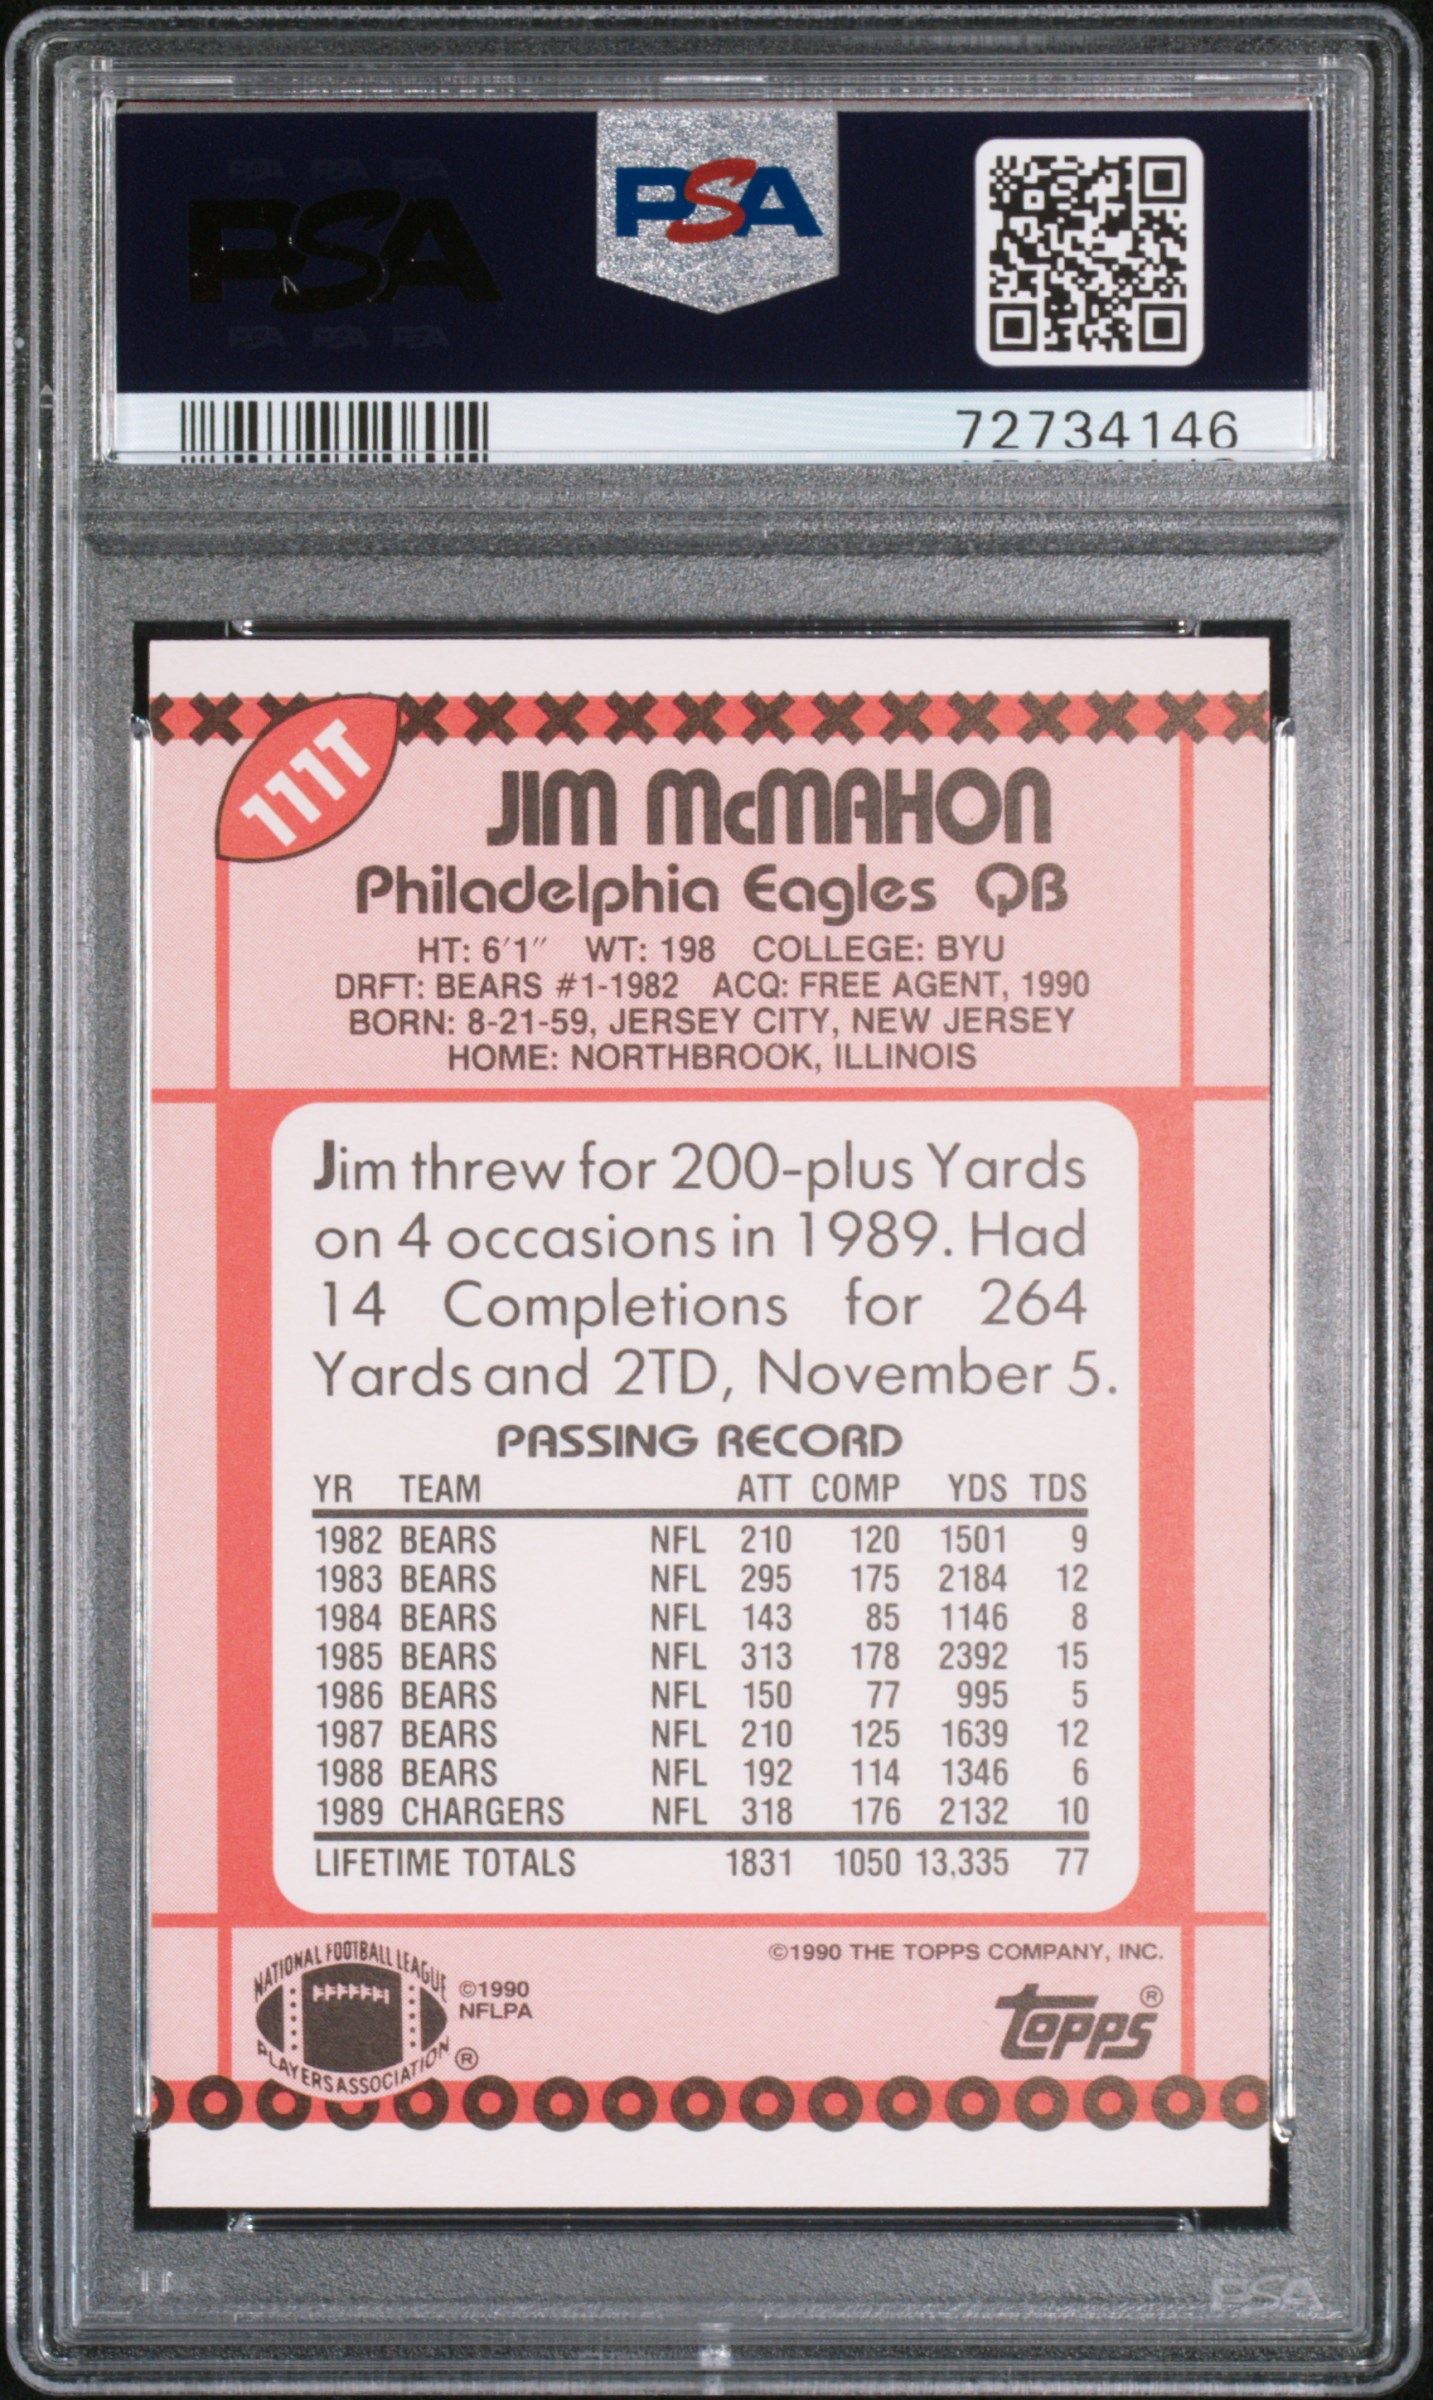 PSA PSA PSA
PSA
PSA PSA PSA
PSA
72734146
111T
JIM McMAHON
Philadelphia Eagles QB
HT: 6'1" WT: 198 COLLEGE: BYU
DRFT: BEARS #1-1982 ACQ: FREE AGENT, 1990
BORN: 8-21-59, JERSEY CITY, NEW JERSEY
HOME: NORTHBROOK, ILLINOIS
Jim threw for 200-plus Yards
on 4 occasions in 1989. Had
14 Completions for 264
Yards and 2TD, November 5.
PASSING RECORD
YR TEAM ATT COMP YDS TDS
1982 BEARS NFL 210 120 1501 9
1983 BEARS NFL 295 175 2184 12
1984 BEARS NFL 143 85 1146 8
1985 BEARS NFL 313 178 2392 15
1986 BEARS NFL 150 77 995 5
1987 BEARS NFL 210 125 1639 12
1988 BEARS NFL 192 114 1346 6
1989 CHARGERS NFL 318 176 2132 10
LIFETIME TOTALS 1831 1050 13,335 77
©1990 THE TOPPS COMPANY, INC.
NATIONAL FOOTBALL LEAGUE
PLAYERS ASSOCIATION ®
©1990
NFLPA
topps®
PSA